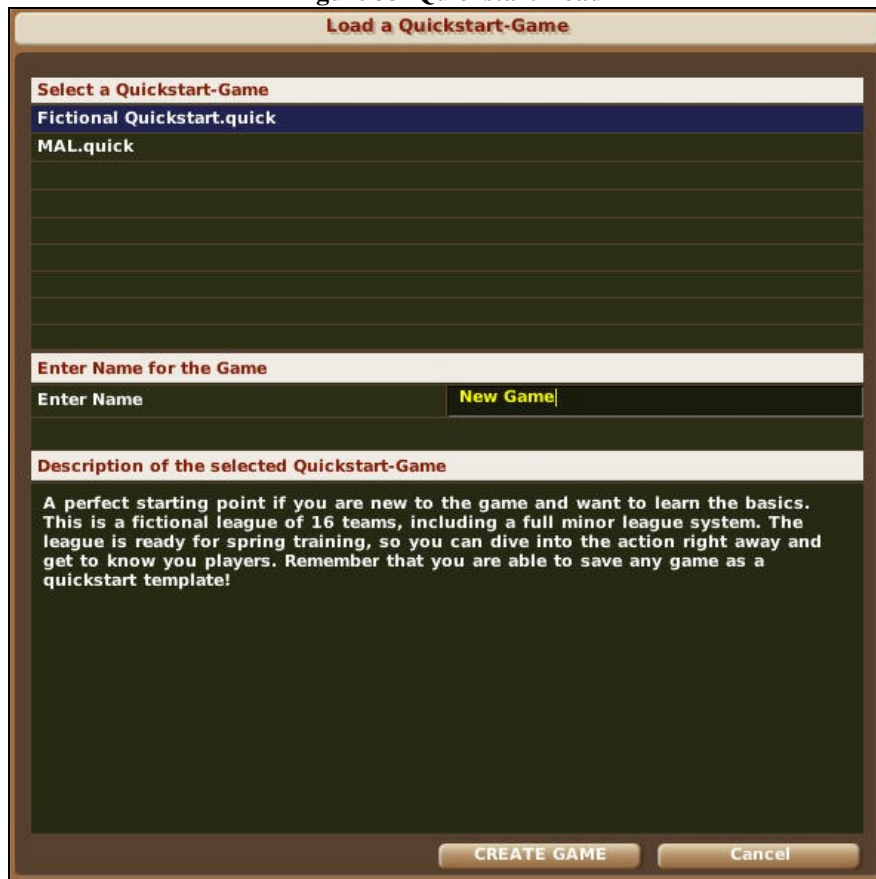 Load a Quickstart-Game
Select a Quickstart-Game
Fictional Quickstart.quick
MAL.quick
Enter Name for the Game
Enter Name New Game
Description of the selected Quickstart-Game
A perfect starting point if you are new to the game and want to learn the basics.
This is a fictional league of 16 teams, including a full minor league system. The
league is ready for spring training, so you can dive into the action right away and
get to know you players. Remember that you are able to save any game as a
quickstart template!
CREATE GAME Cancel